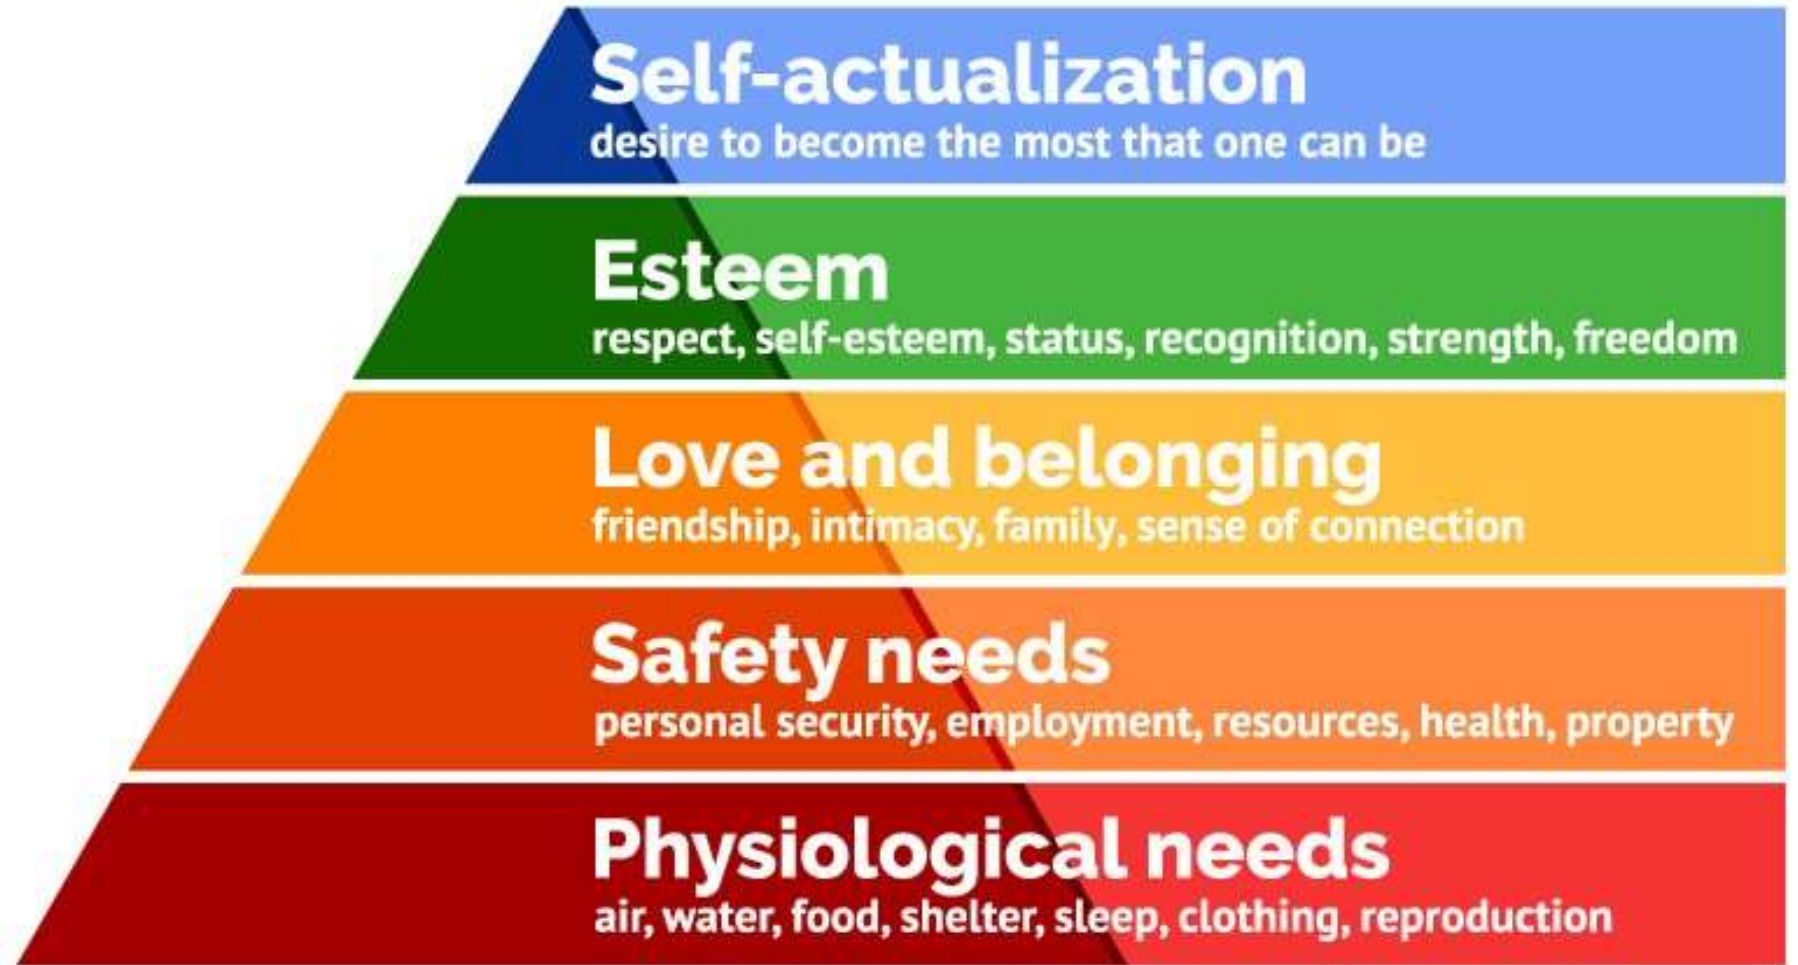 Self-actualization
desire to become the most that one can be
Esteem
respect, self-esteem, status, recognition, strength, freedom
Love and belonging
friendship, intimacy, family, sense of connection
Safety needs
personal security, employment, resources, health, property
Physiological needs
air, water, food, shelter, sleep, clothing, reproduction